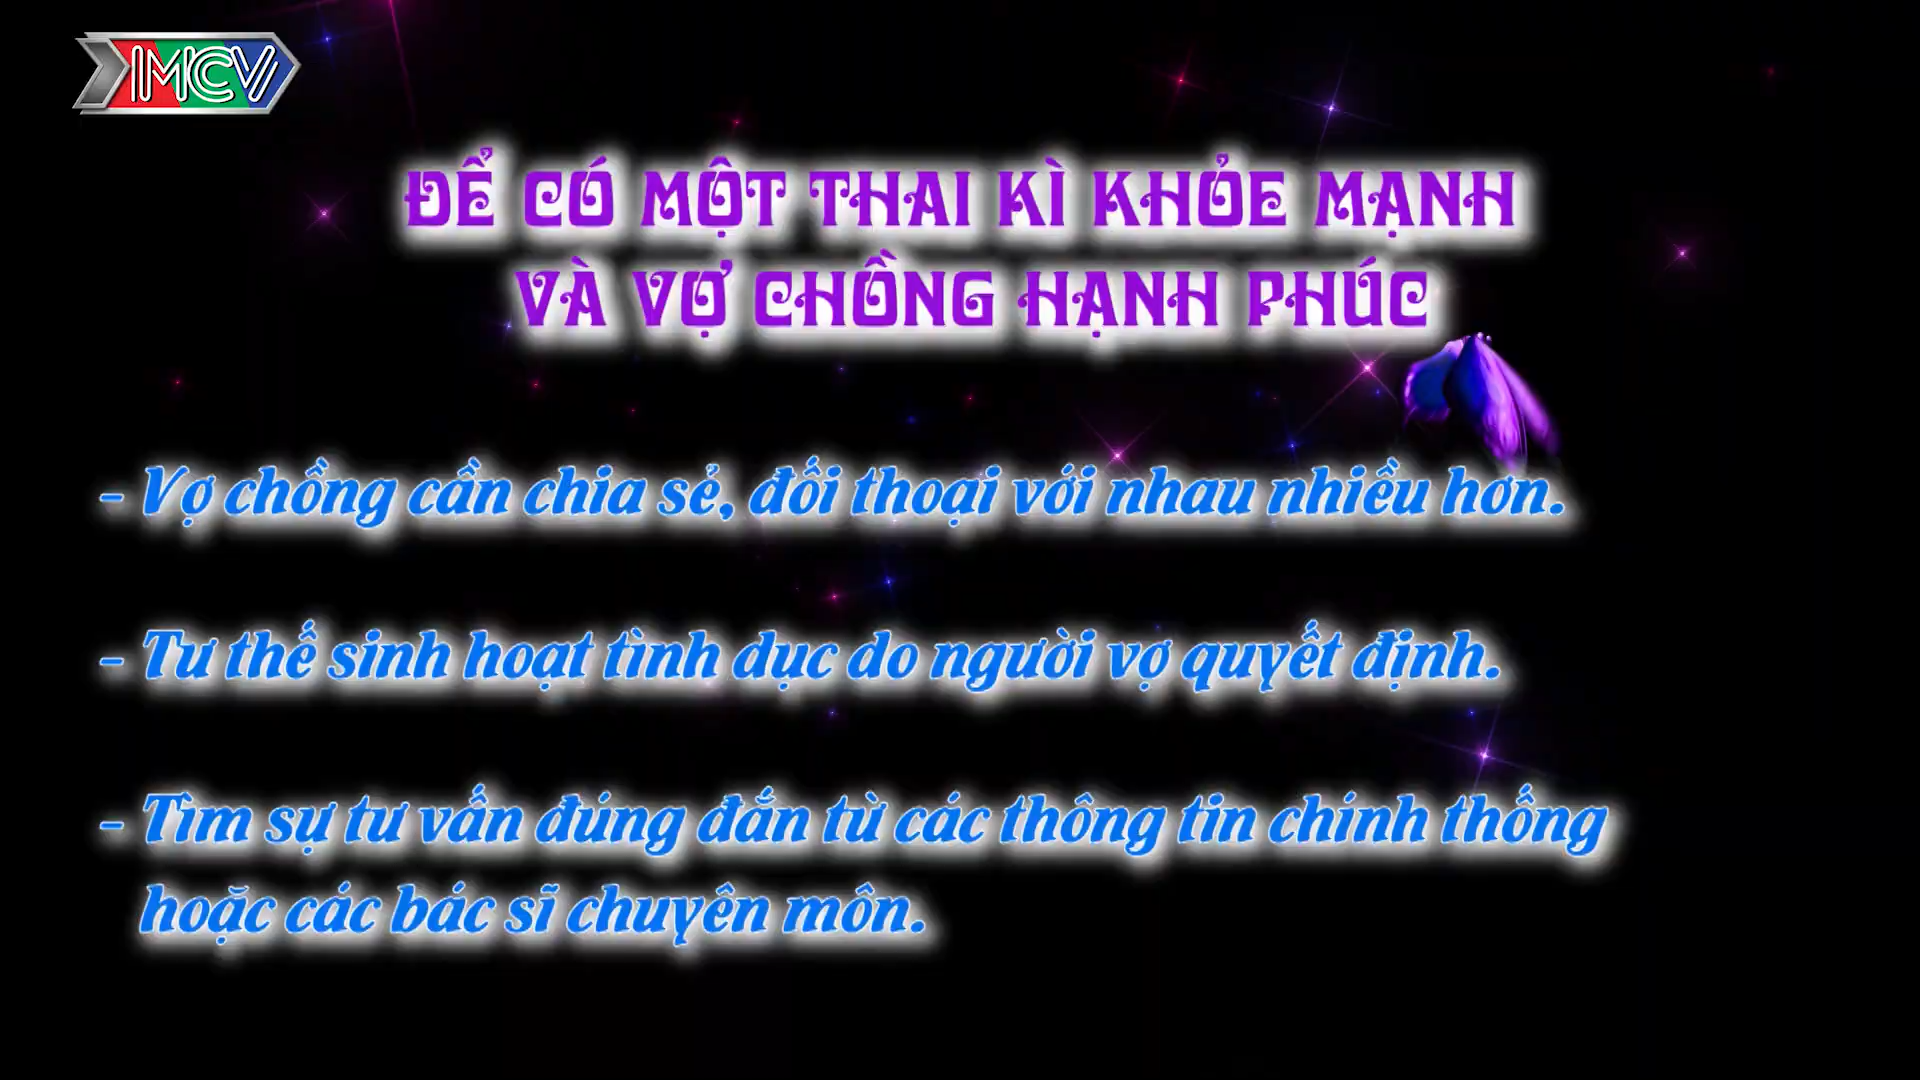 MCV
ĐỂ CÓ MỘT THAI KÌ KHỎE MẠNH
VÀ VỢ CHỒNG HẠNH PHÚC
- Vợ chồng cần chia sẻ, đối thoại với nhau nhiều hơn.
- Tư thế sinh hoạt tình dục do người vợ quyết định.
- Tìm sự tư vấn đúng đắn từ các thông tin chính thống
hoặc các bác sĩ chuyên môn.